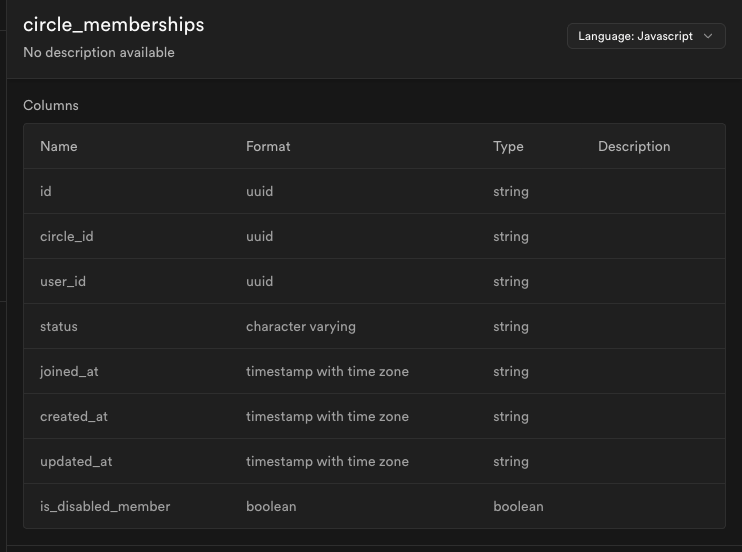 circle_memberships
No description available
Language: Javascript
Columns
Name Format Type Description
id uuid string
circle_id uuid string
user_id uuid string
status character varying string
joined_at timestamp with time zone string
created_at timestamp with time zone string
updated_at timestamp with time zone string
is_disabled_member boolean boolean